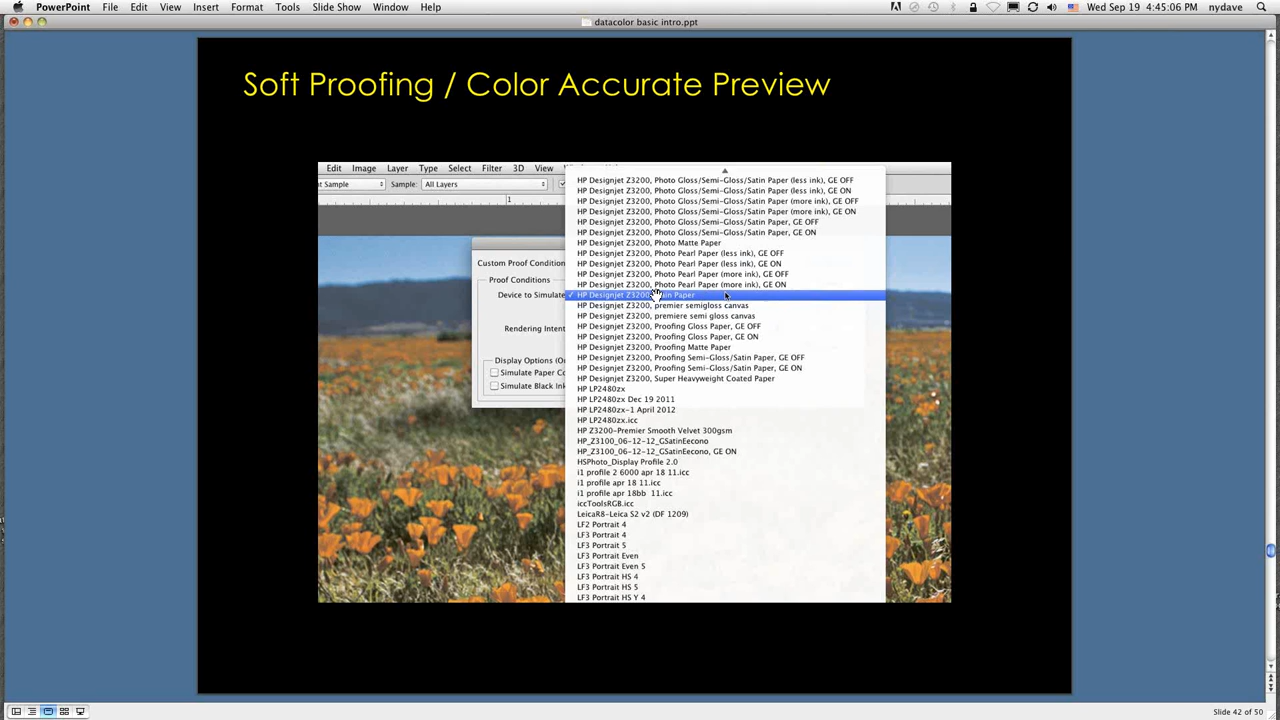 PowerPoint File Edit View Insert Format Tools Slide Show Window Help Wed Sep 19 4:45:06 PM nydave
datacolor basic intro.ppt
Soft Proofing / Color Accurate Preview
Edit Image Layer Type Select Filter 3D View
nt Sample Sample: All Layers
1
HP Designjet Z3200, Photo Gloss/Semi-Gloss/Satin Paper (less ink), GE OFF
HP Designjet Z3200, Photo Gloss/Semi-Gloss/Satin Paper (less ink), GE ON
HP Designjet Z3200, Photo Gloss/Semi-Gloss/Satin Paper (more ink), GE OFF
HP Designjet Z3200, Photo Gloss/Semi-Gloss/Satin Paper (more ink), GE ON
HP Designjet Z3200, Photo Gloss/Semi-Gloss/Satin Paper, GE OFF
HP Designjet Z3200, Photo Gloss/Semi-Gloss/Satin Paper, GE ON
HP Designjet Z3200, Photo Matte Paper
HP Designjet Z3200, Photo Pearl Paper (less ink), GE OFF
Custom Proof Condition
HP Designjet Z3200, Photo Pearl Paper (less ink), GE ON
HP Designjet Z3200, Photo Pearl Paper (more ink), GE OFF
Proof Conditions
HP Designjet Z3200, Photo Pearl Paper (more ink), GE ON
Device to Simulate
✓ HP Designjet Z3200, Paper
HP Designjet Z3200, premier semigloss canvas
HP Designjet Z3200, premiere semi gloss canvas
HP Designjet Z3200, Proofing Gloss Paper, GE OFF
Rendering Intent
HP Designjet Z3200, Proofing Gloss Paper, GE ON
HP Designjet Z3200, Proofing Matte Paper
HP Designjet Z3200, Proofing Semi-Gloss/Satin Paper, GE OFF
Display Options (O
HP Designjet Z3200, Proofing Semi-Gloss/Satin Paper, GE ON
Simulate Paper Co
HP Designjet Z3200, Super Heavyweight Coated Paper
Simulate Black Ink
HP LP2480zx
HP LP2480zx Dec 19 2011
HP LP2480zx-1 April 2012
HP LP2480zx.icc
HP Z3200-Premier Smooth Velvet 300gsm
HP_Z3100_06-12-12_GSatinEecono
HP_Z3100_06-12-12_GSatinEecono, GE ON
HSPhoto_Display Profile 2.0
i1 profile 2 6000 apr 18 11.icc
i1 profile apr 18 11.icc
i1 profile apr 18bb 11.icc
iccToolsRGB.icc
LeicaR8-Leica S2 v2 (DF 1209)
LF2 Portrait 4
LF3 Portrait 4
LF3 Portrait 5
LF3 Portrait Even
LF3 Portrait Even 5
LF3 Portrait HS 4
LF3 Portrait HS 5
LF3 Portrait HS Y 4
Slide 42 of 50